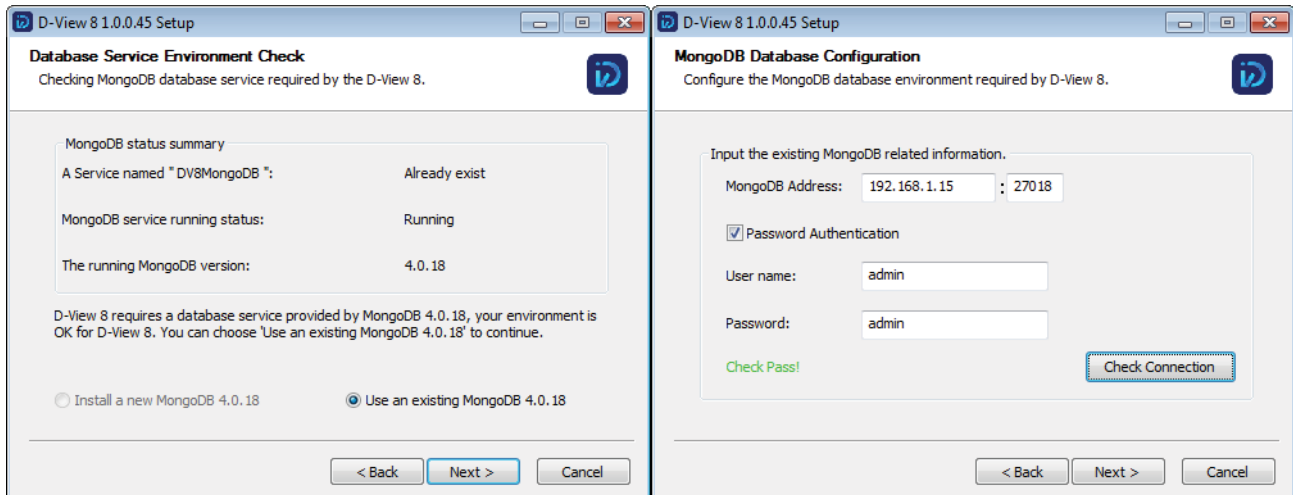 D-View 8 1.0.0.45 Setup
Database Service Environment Check
Checking MongoDB database service required by the D-View 8.
MongoDB status summary
A Service named " DV8MongoDB ": Already exist
MongoDB service running status: Running
The running MongoDB version: 4.0.18
D-View 8 requires a database service provided by MongoDB 4.0.18, your environment is
OK for D-View 8. You can choose 'Use an existing MongoDB 4.0.18' to continue.
Install a new MongoDB 4.0.18 Use an existing MongoDB 4.0.18
< Back Next > Cancel
D-View 8 1.0.0.45 Setup
MongoDB Database Configuration
Configure the MongoDB database environment required by D-View 8.
Input the existing MongoDB related information.
MongoDB Address: 192.168.1.15 : 27018
Password Authentication
User name: admin
Password: admin
Check Pass! Check Connection
< Back Next > Cancel